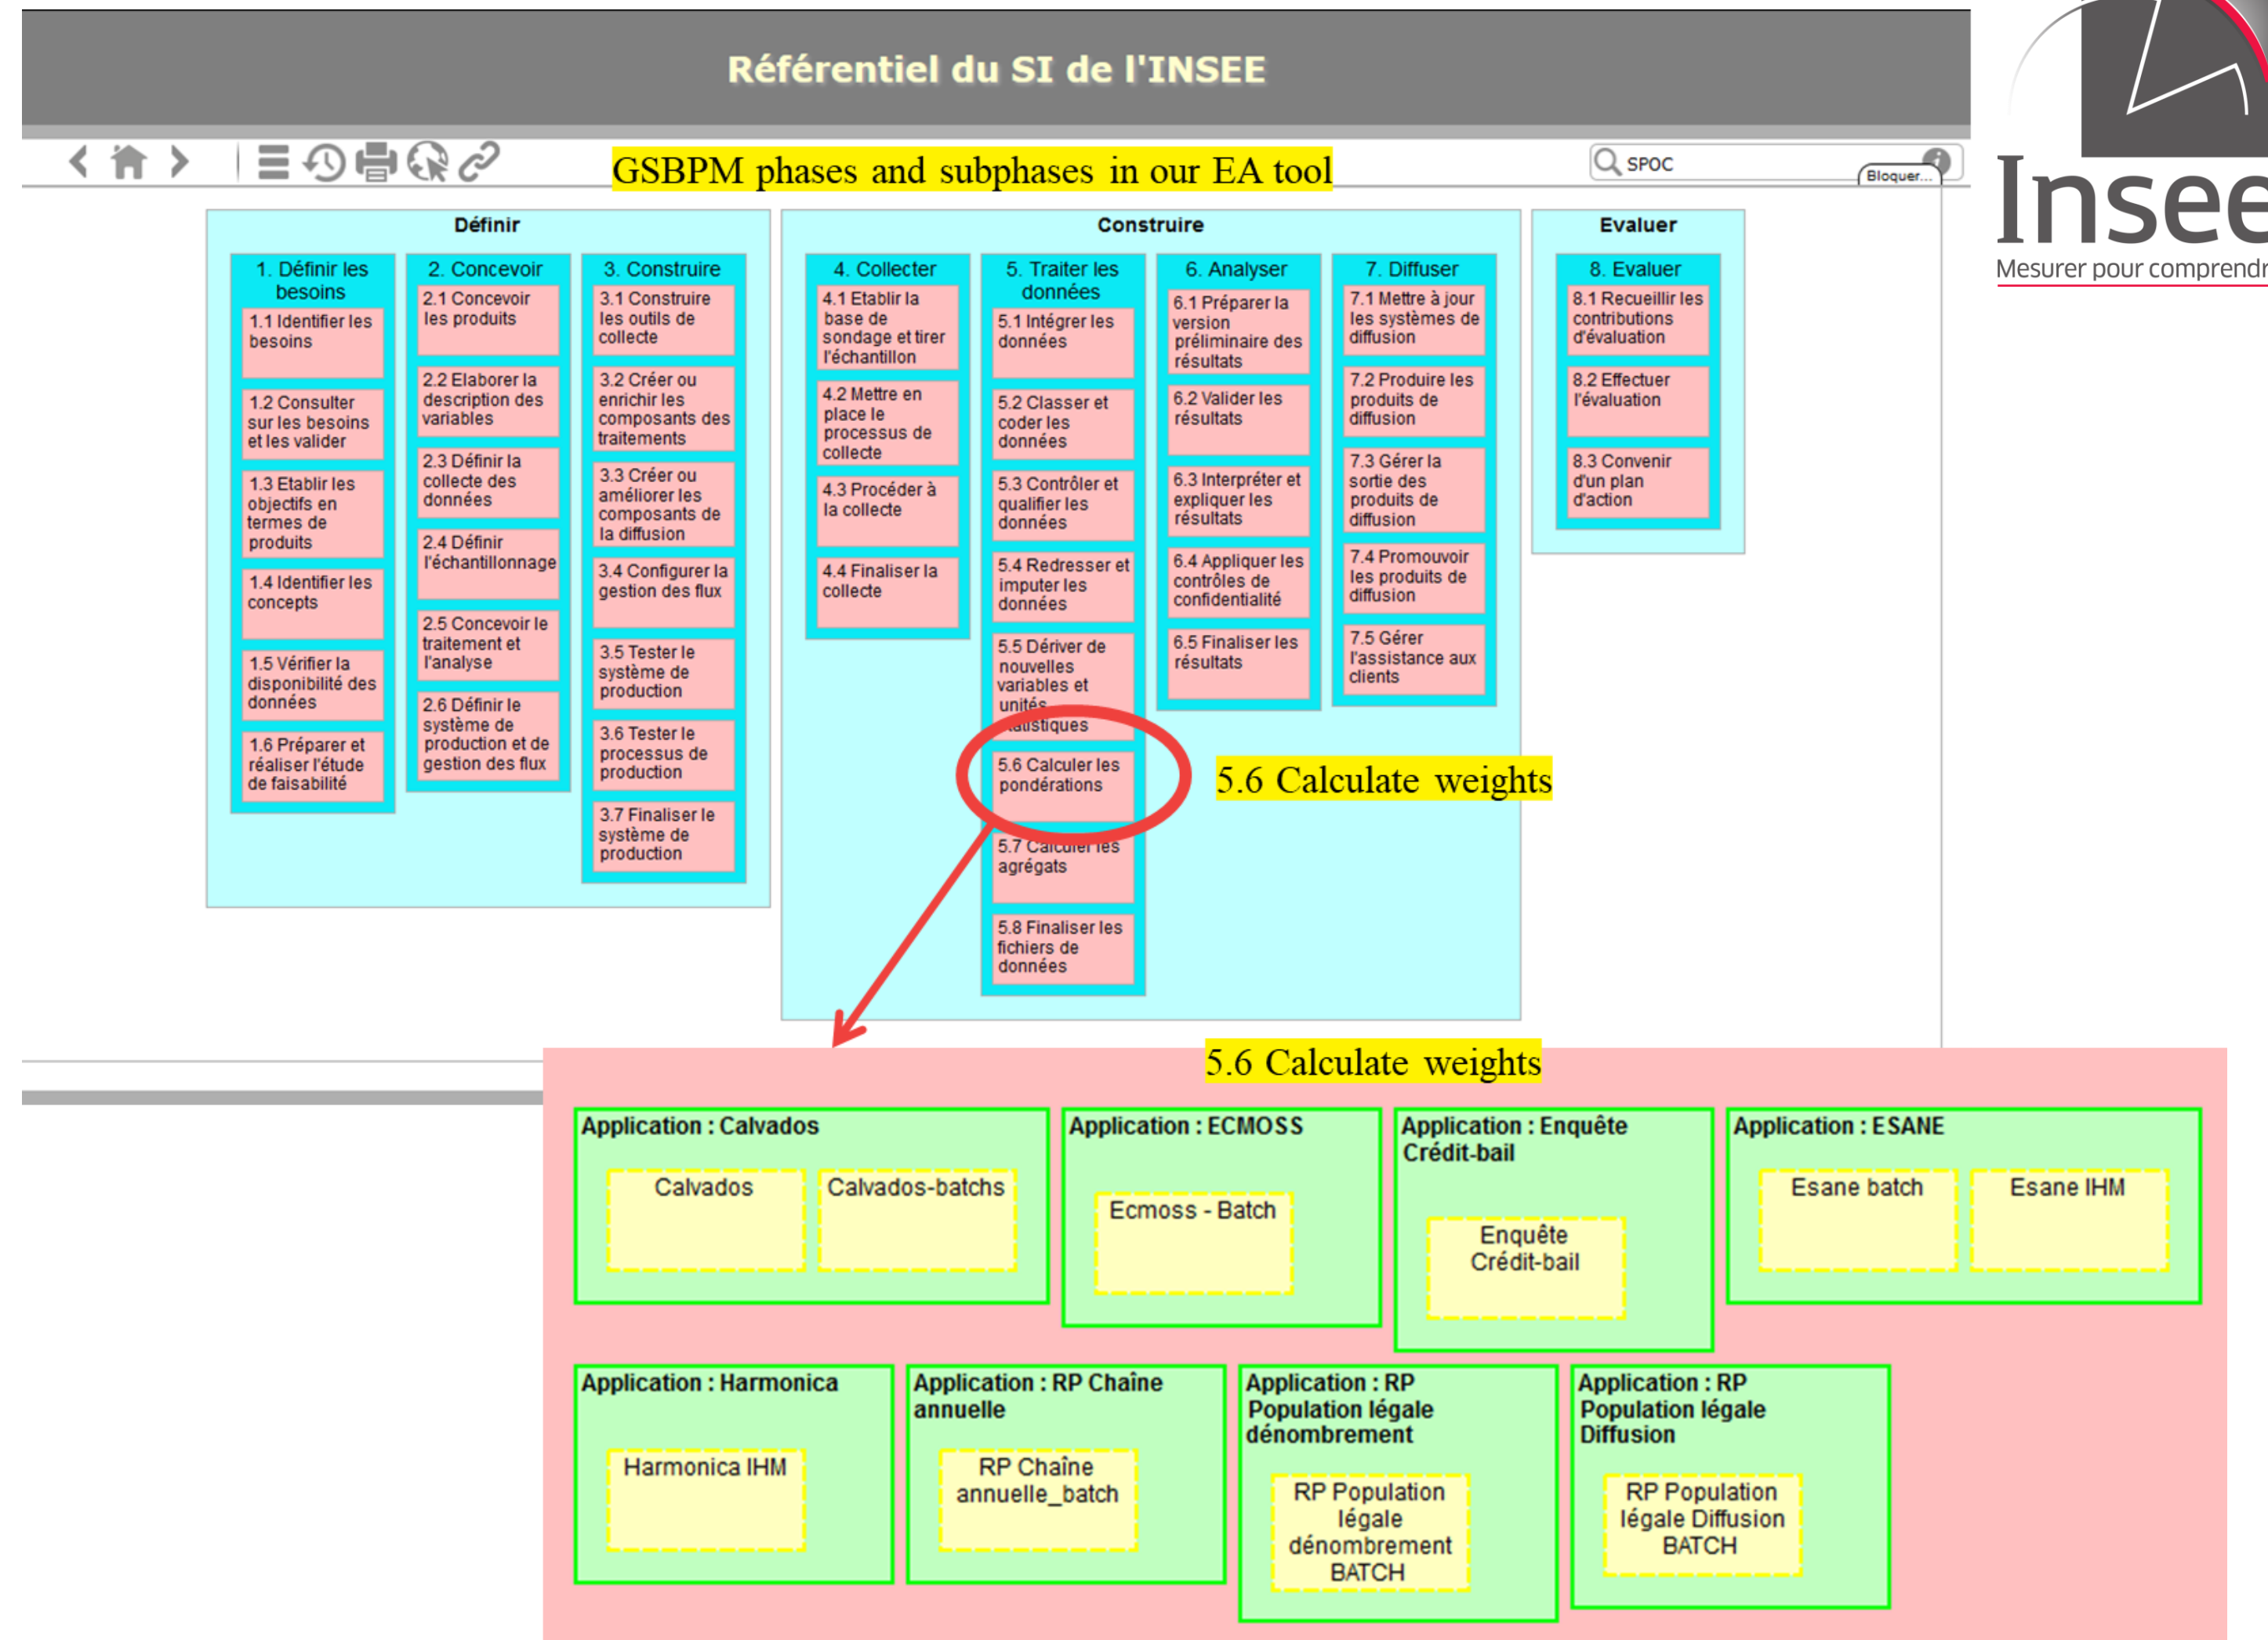 Référentiel du SI de l'INSEE
GSBPM phases and subphases in our EA tool
SPOC
Bloquer...
Insee
Mesurer pour comprendr
Définir
1. Définir les
besoins
1.1 Identifier les
besoins
1.2 Consulter
sur les besoins
et les valider
1.3 Etablir les
objectifs en
termes de
produits
1.4 Identifier les
concepts
1.5 Vérifier la
disponibilité des
données
1.6 Préparer et
réaliser l'étude
de faisabilité
2. Concevoir
2.1 Concevoir
les produits
2.2 Elaborer la
description des
variables
2.3 Définir la
collecte des
données
2.4 Définir
l'échantillonnage
2.5 Concevoir le
traitement et
l'analyse
2.6 Définir le
système de
production et de
gestion des flux
3. Construire
3.1 Construire
les outils de
collecte
3.2 Créer ou
enrichir les
composants des
traitements
3.3 Créer ou
améliorer les
composants de
la diffusion
3.4 Configurer la
gestion des flux
3.5 Tester le
système de
production
3.6 Tester le
processus de
production
3.7 Finaliser le
système de
production
Construire
4. Collecter
4.1 Etablir la
base de
sondage et tirer
l'échantillon
4.2 Mettre en
place le
processus de
collecte
4.3 Procéder à
la collecte
4.4 Finaliser la
collecte
5. Traiter les
données
5.1 Intégrer les
données
5.2 Classer et
coder les
données
5.3 Contrôler et
qualifier les
données
5.4 Redresser et
imputer les
données
5.5 Dériver de
nouvelles
variables et
unités
statistiques
5.6 Calculer les
pondérations
5.7 Calculer les
agrégats
5.8 Finaliser les
fichiers de
données
6. Analyser
6.1 Préparer la
version
préliminaire des
résultats
6.2 Valider les
résultats
6.3 Interpréter et
expliquer les
résultats
6.4 Appliquer les
contrôles de
confidentialité
6.5 Finaliser les
résultats
7. Diffuser
7.1 Mettre à jour
les systèmes de
diffusion
7.2 Produire les
produits de
diffusion
7.3 Gérer la
sortie des
produits de
diffusion
7.4 Promouvoir
les produits de
diffusion
7.5 Gérer
l'assistance aux
clients
5.6 Calculate weights
Evaluer
8. Evaluer
8.1 Recueillir les
contributions
d'évaluation
8.2 Effectuer
l'évaluation
8.3 Convenir
d'un plan
d'action
5.6 Calculate weights
Application : Calvados
Calvados
Calvados-batchs
Application : ECMOSS
Ecmoss - Batch
Application : Enquête
Crédit-bail
Enquête
Crédit-bail
Application : ESANE
Esane batch
Esane IHM
Application : Harmonica
Harmonica IHM
Application : RP Chaîne
annuelle
RP Chaîne
annuelle_batch
Application : RP
Population légale
dénombrement
RP Population
légale
dénombrement
BATCH
Application : RP
Population légale
Diffusion
RP Population
légale Diffusion
BATCH